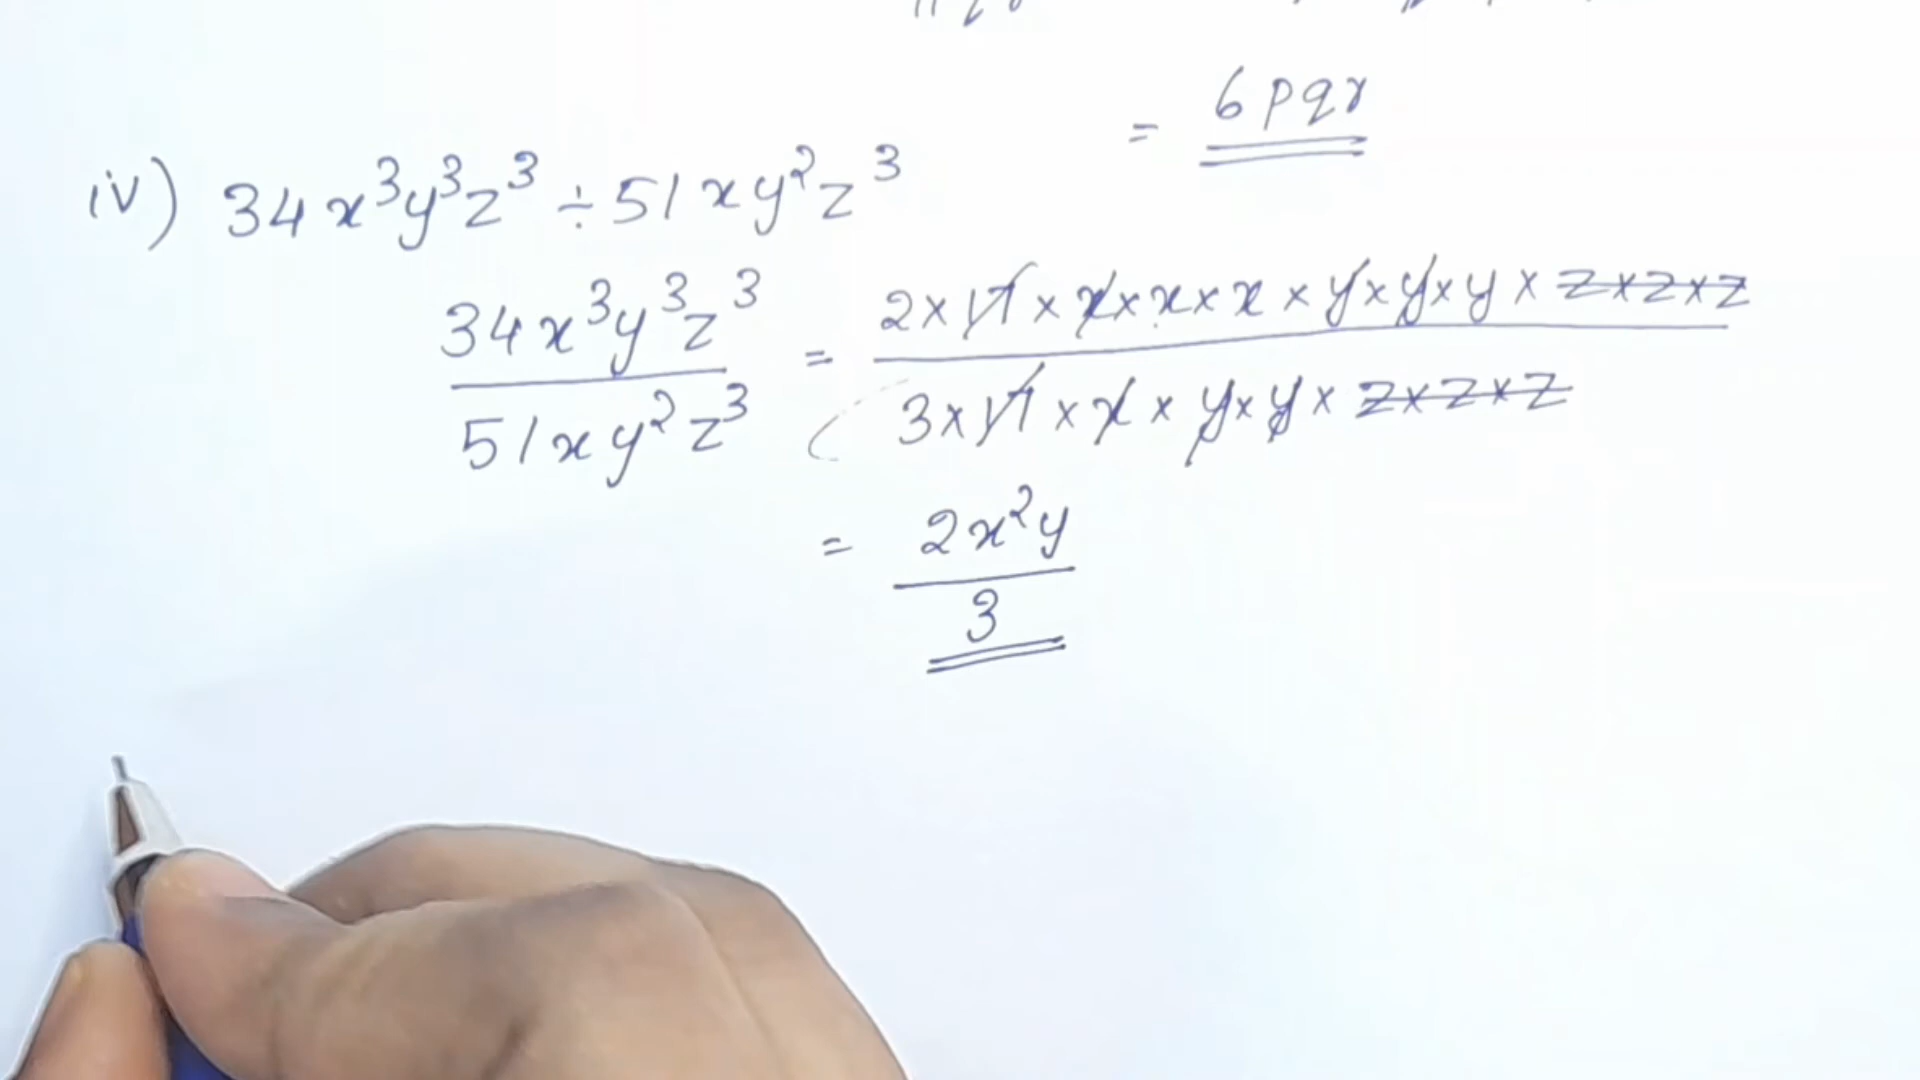 = 6pqr
iv) 34x³y³z³ ÷ 51xy²z³
34x³y³z³ / 51xy²z³ = 2×17×x×x×x×y×y×y×z×z×z / 3×17×x×y×y×z×z×z
= 2x²y / 3